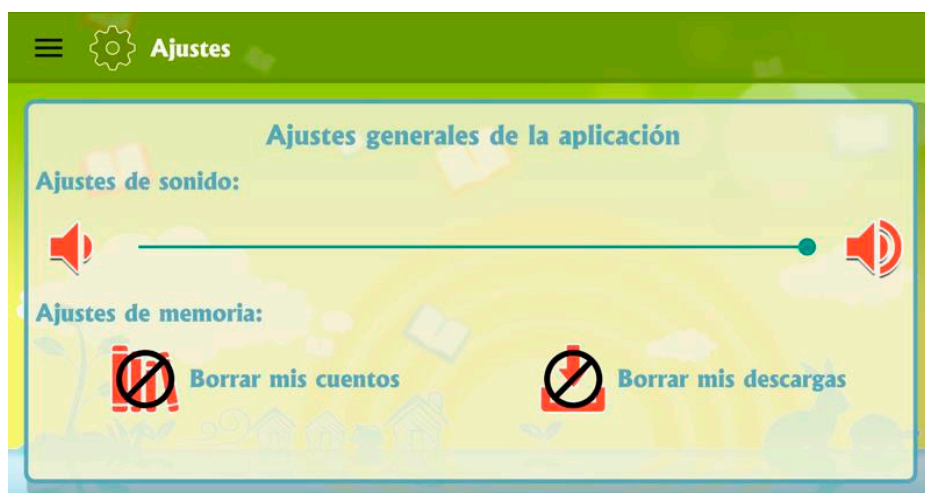 Ajustes
Ajustes generales de la aplicación
Ajustes de sonido:
Ajustes de memoria:
Borrar mis cuentos
Borrar mis descargas